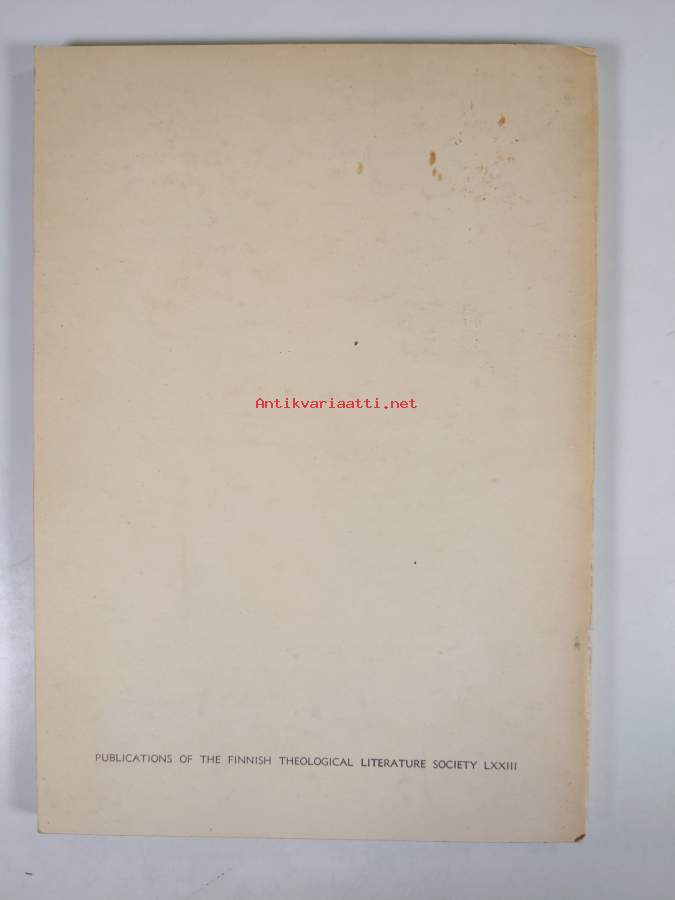 Antikvariaatti.net
PUBLICATIONS OF THE FINNISH THEOLOGICAL LITERATURE SOCIETY LXXIII